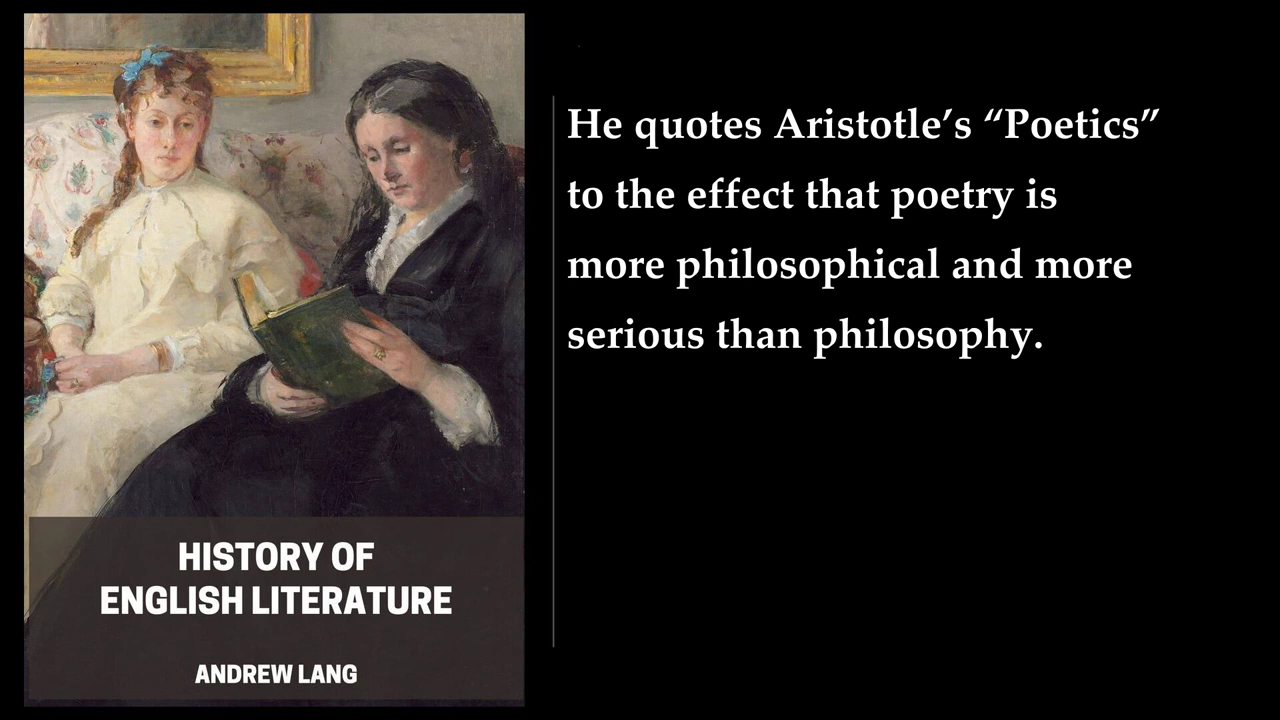 HISTORY OF
ENGLISH LITERATURE
ANDREW LANG
He quotes Aristotle’s “Poetics”
to the effect that poetry is
more philosophical and more
serious than philosophy.